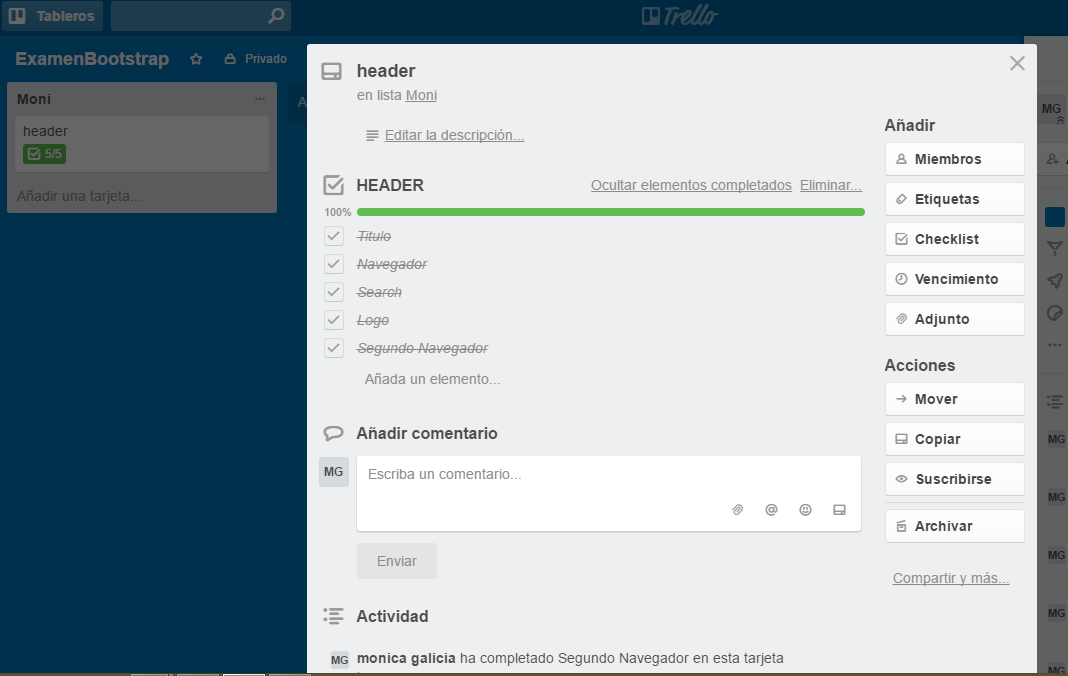 Tableros
Trello
ExamenBootstrap
Privado
Moni
A
header
5/5
Añadir una tarjeta...
header
en lista Moni
Editar la descripción...
HEADER
Ocultar elementos completados Eliminar...
100%
Titulo
Navegador
Search
Logo
Segundo Navegador
Añada un elemento...
Añadir comentario
MG
Escriba un comentario...
Enviar
Actividad
MG monica galicia ha completado Segundo Navegador en esta tarjeta
Añadir
Miembros
Etiquetas
Checklist
Vencimiento
Adjunto
Acciones
Mover
Copiar
Suscribirse
Archivar
Compartir y más...
MG
MG
MG
MG
MG
MG